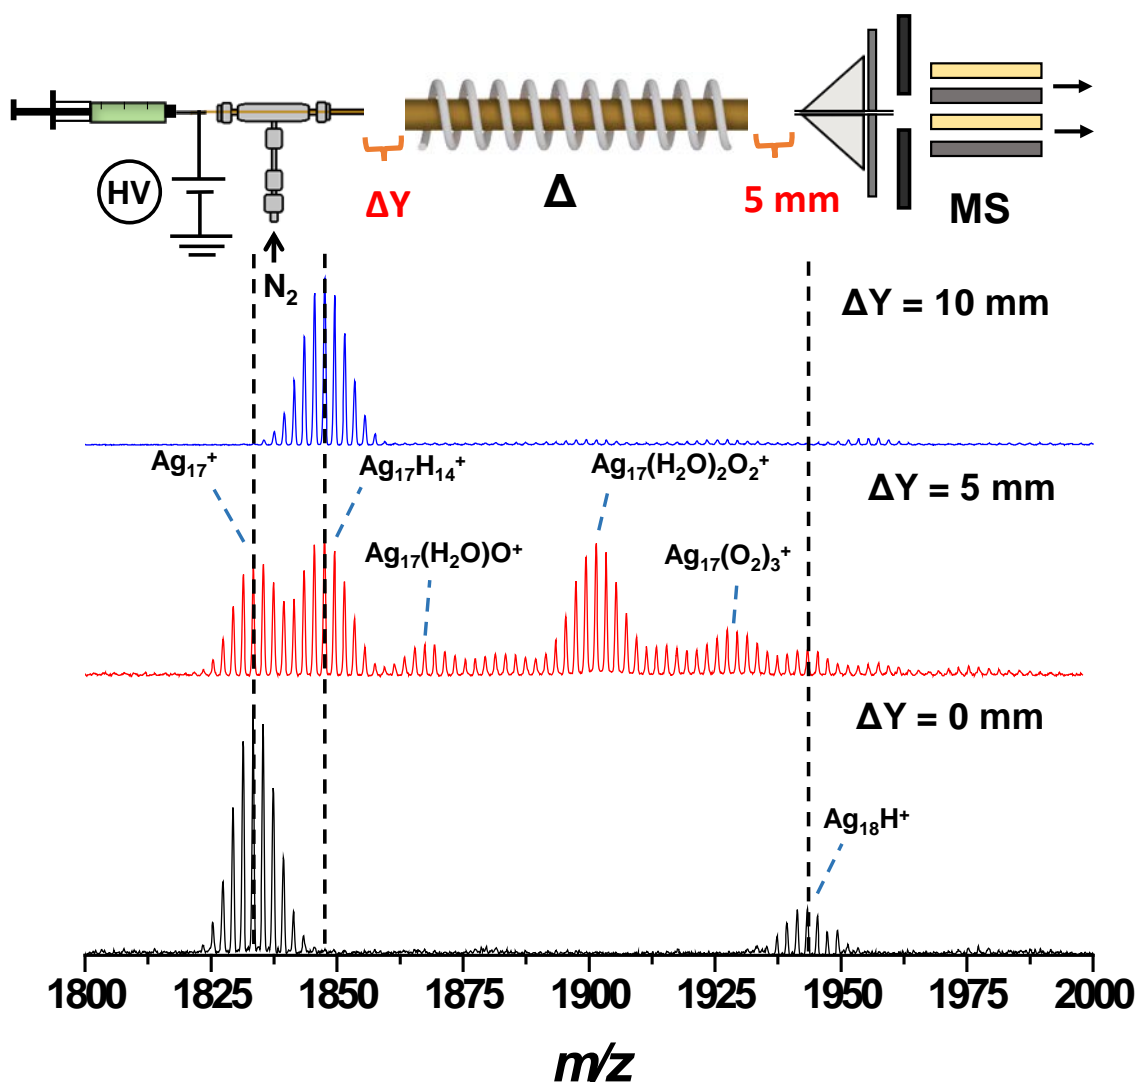 HV
N₂
ΔY
Δ
5 mm
MS
ΔY = 10 mm
Ag₁₇⁺
Ag₁₇H₁₄⁺
Ag₁₇(H₂O)₂O₂⁺
ΔY = 5 mm
Ag₁₇(H₂O)O⁺
Ag₁₇(O₂)₃⁺
ΔY = 0 mm
Ag₁₈H⁺
1800 1825 1850 1875 1900 1925 1950 1975 2000
m/z